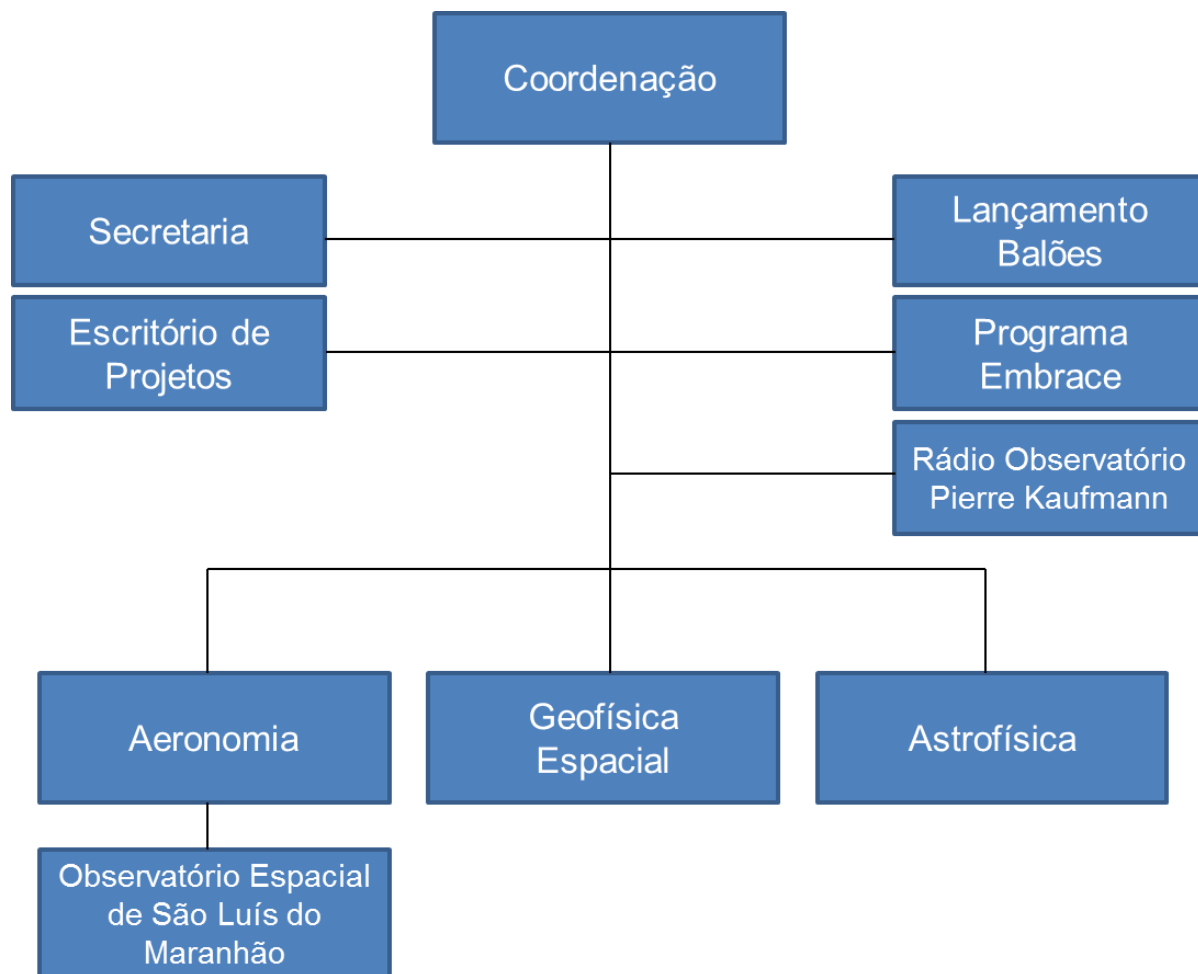 Coordenação
Secretaria
Lançamento
Balões
Escritório de
Projetos
Programa
Embrace
Rádio Observatório
Pierre Kaufmann
Aeronomia
Geofísica
Espacial
Astrofísica
Observatório Espacial
de São Luís do
Maranhão